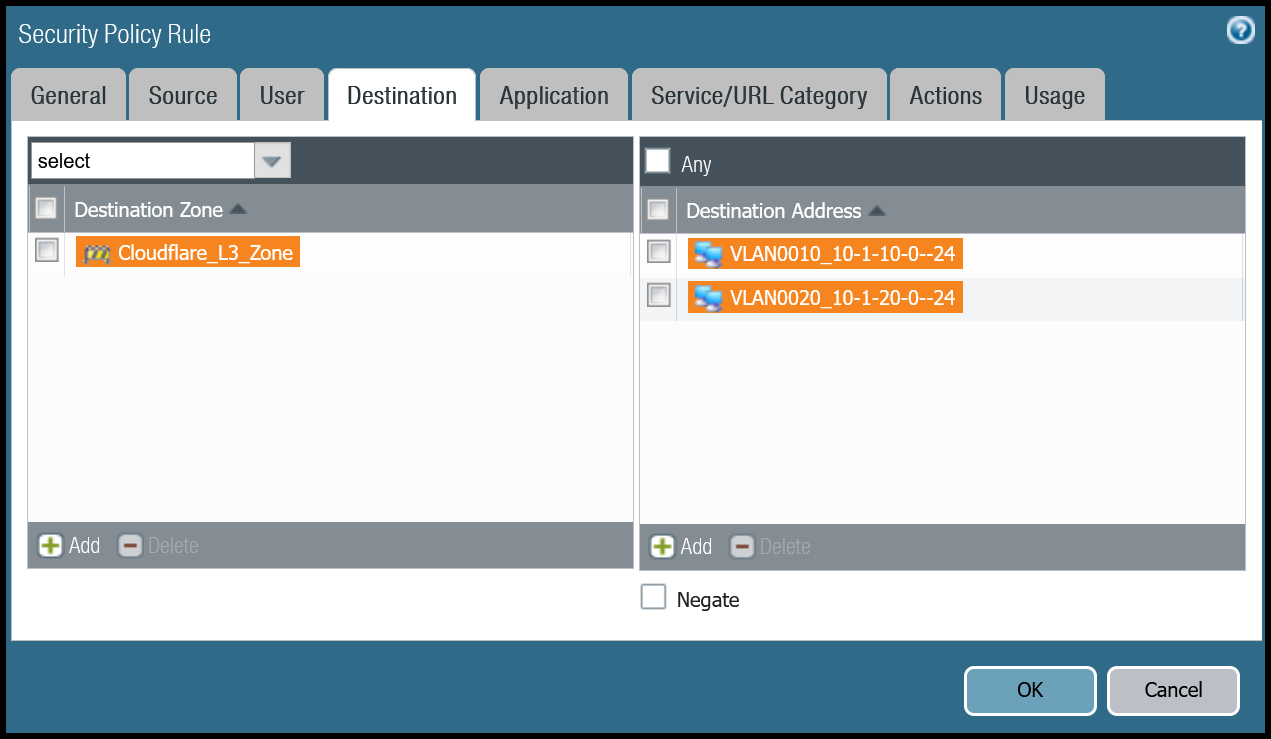 Security Policy Rule
General
Source
User
Destination
Application
Service/URL Category
Actions
Usage
select
Destination Zone
Cloudflare_L3_Zone
Add
Delete
Any
Destination Address
VLAN0010_10-1-10-0--24
VLAN0020_10-1-20-0--24
Add
Delete
Negate
OK
Cancel